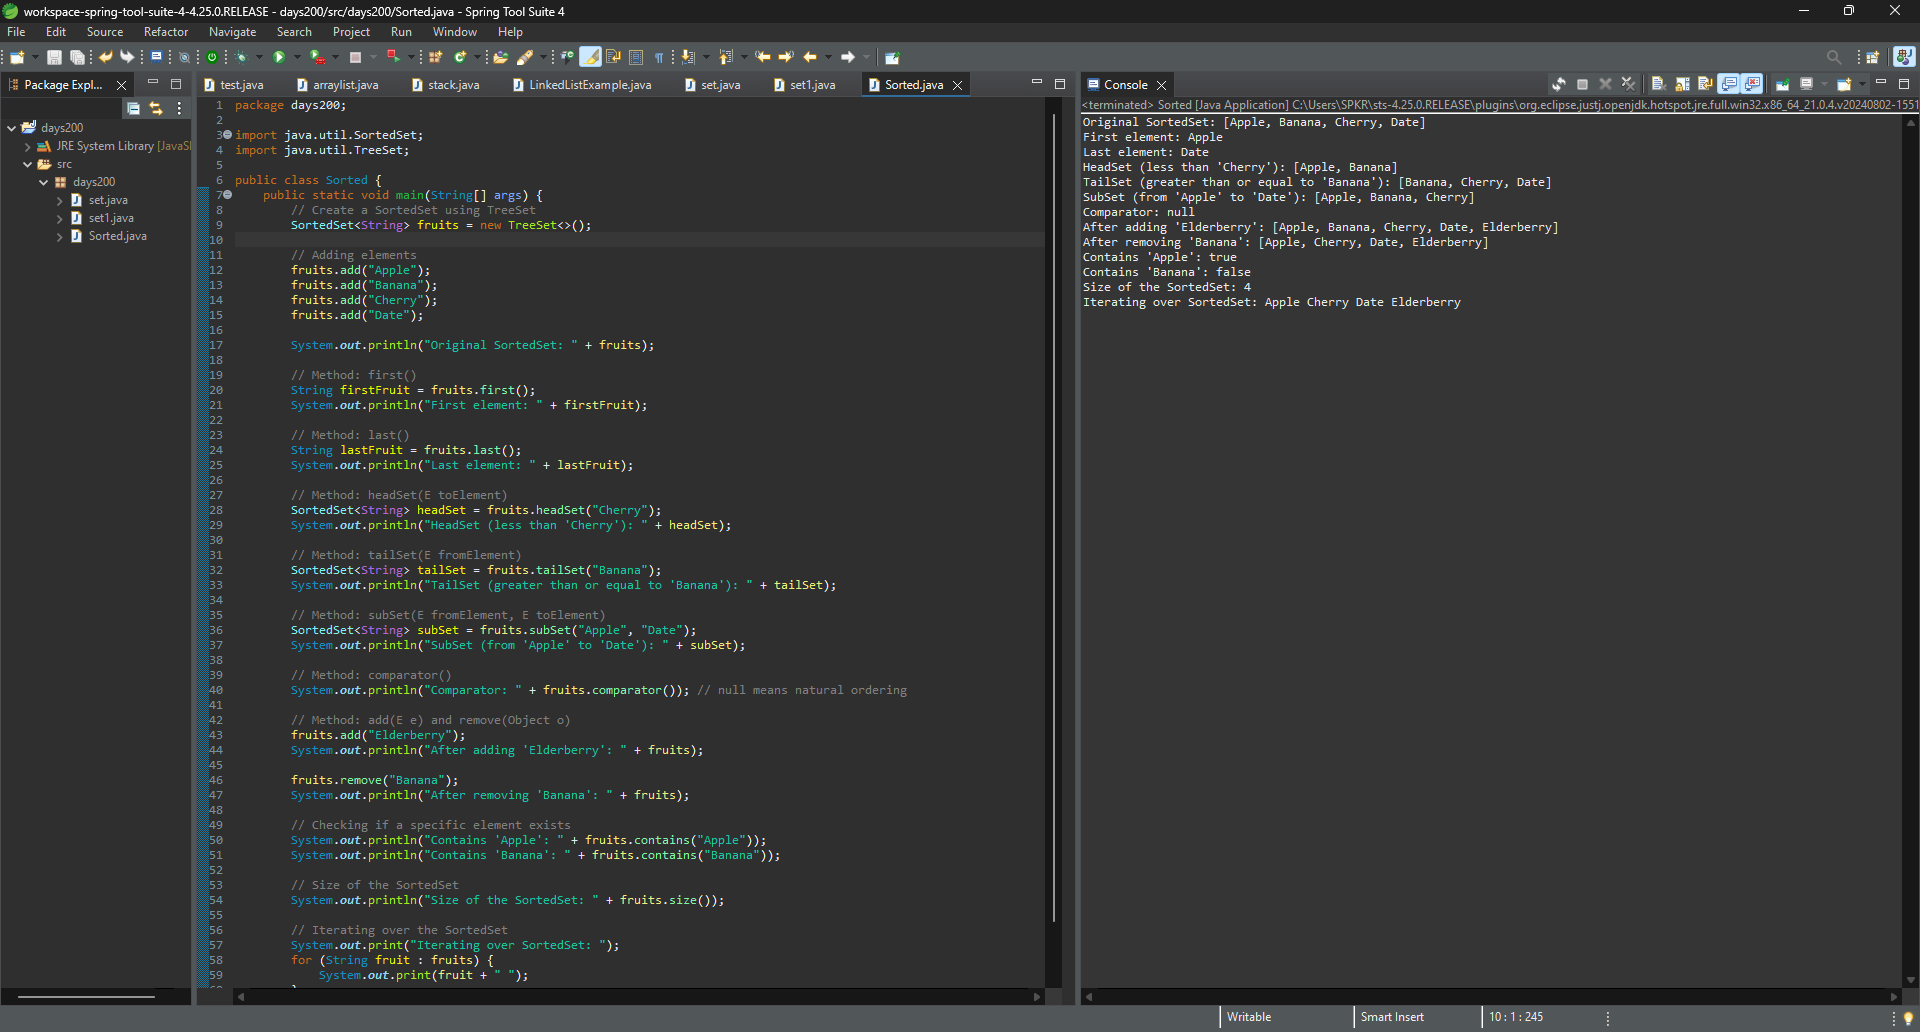 workspace-spring-tool-suite-4-4.25.0.RELEASE - days200/src/days200/Sorted.java - Spring Tool Suite 4
File Edit Source Refactor Navigate Search Project Run Window Help
Package Expl...
days200
JRE System Library [JavaSE
src
days200
set.java
set1.java
Sorted.java
test.java arraylist.java stack.java LinkedListExample.java set.java set1.java Sorted.java
1 package days200;
2
3 import java.util.SortedSet;
4 import java.util.TreeSet;
5
6 public class Sorted {
7 public static void main(String[] args) {
8 // Create a SortedSet using TreeSet
9 SortedSet<String> fruits = new TreeSet<>();
10
11 // Adding elements
12 fruits.add("Apple");
13 fruits.add("Banana");
14 fruits.add("Cherry");
15 fruits.add("Date");
16
17 System.out.println("Original SortedSet: " + fruits);
18
19 // Method: first()
20 String firstFruit = fruits.first();
21 System.out.println("First element: " + firstFruit);
22
23 // Method: last()
24 String lastFruit = fruits.last();
25 System.out.println("Last element: " + lastFruit);
26
27 // Method: headSet(E toElement)
28 SortedSet<String> headSet = fruits.headSet("Cherry");
29 System.out.println("HeadSet (less than 'Cherry'): " + headSet);
30
31 // Method: tailSet(E fromElement)
32 SortedSet<String> tailSet = fruits.tailSet("Banana");
33 System.out.println("TailSet (greater than or equal to 'Banana'): " + tailSet);
34
35 // Method: subSet(E fromElement, E toElement)
36 SortedSet<String> subSet = fruits.subSet("Apple", "Date");
37 System.out.println("SubSet (from 'Apple' to 'Date'): " + subSet);
38
39 // Method: comparator()
40 System.out.println("Comparator: " + fruits.comparator()); // null means natural ordering
41
42 // Method: add(E e) and remove(Object o)
43 fruits.add("Elderberry");
44 System.out.println("After adding 'Elderberry': " + fruits);
45
46 fruits.remove("Banana");
47 System.out.println("After removing 'Banana': " + fruits);
48
49 // Checking if a specific element exists
50 System.out.println("Contains 'Apple': " + fruits.contains("Apple"));
51 System.out.println("Contains 'Banana': " + fruits.contains("Banana"));
52
53 // Size of the SortedSet
54 System.out.println("Size of the SortedSet: " + fruits.size());
55
56 // Iterating over the SortedSet
57 System.out.print("Iterating over SortedSet: ");
58 for (String fruit : fruits) {
59 System.out.print(fruit + " ");
Console
<terminated> Sorted [Java Application] C:\Users\SPKR\sts-4.25.0.RELEASE\plugins\org.eclipse.justj.openjdk.hotspot.jre.full.win32.x86_64_21.0.4.v20240802-1551
Original SortedSet: [Apple, Banana, Cherry, Date]
First element: Apple
Last element: Date
HeadSet (less than 'Cherry'): [Apple, Banana]
TailSet (greater than or equal to 'Banana'): [Banana, Cherry, Date]
SubSet (from 'Apple' to 'Date'): [Apple, Banana, Cherry]
Comparator: null
After adding 'Elderberry': [Apple, Banana, Cherry, Date, Elderberry]
After removing 'Banana': [Apple, Cherry, Date, Elderberry]
Contains 'Apple': true
Contains 'Banana': false
Size of the SortedSet: 4
Iterating over SortedSet: Apple Cherry Date Elderberry
Writable Smart Insert 10 : 1 : 245